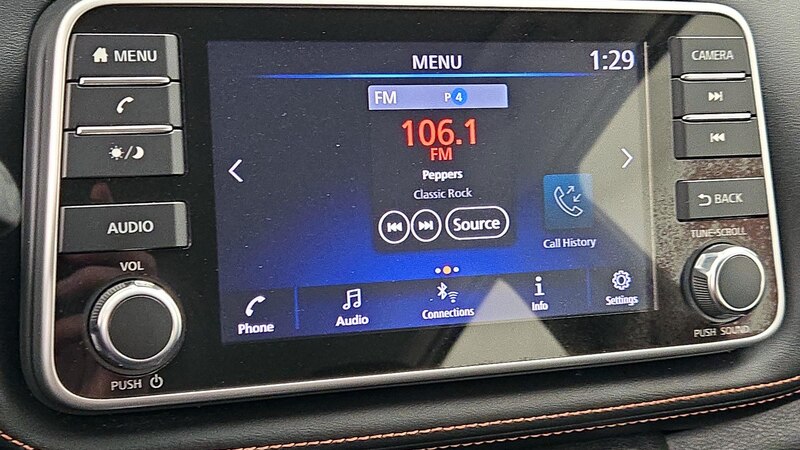 MENU
AUDIO
VOL
PUSH
MENU
1:29
FM P 4
106.1
FM
Peppers
Classic Rock
Source
Call History
Phone
Audio
Connections
Info
Settings
CAMERA
BACK
TUNE-SCROLL
PUSH SOUND